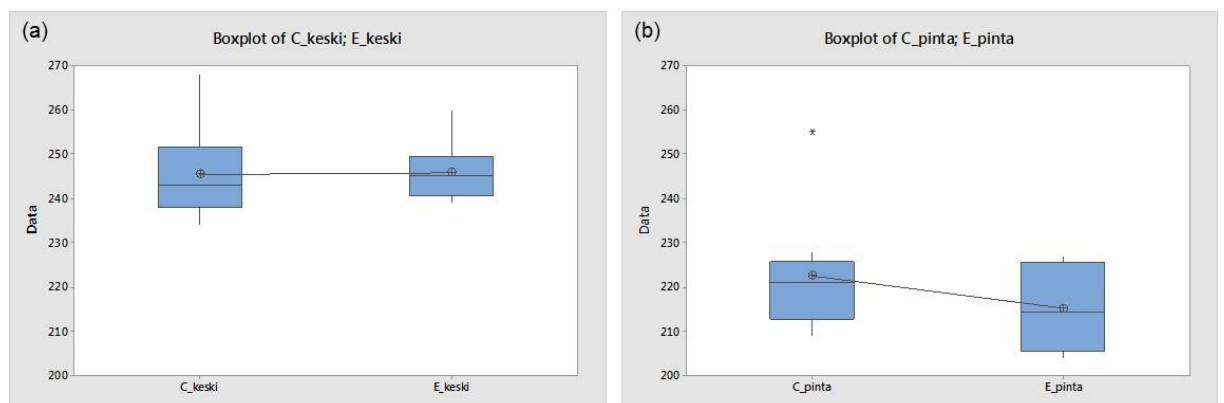 (a)
Boxplot of C_keski; E_keski
270
260
250
240
230
220
210
200
Data
C_keski
E_keski
(b)
Boxplot of C_pinta; E_pinta
270
260
250
240
230
220
210
200
Data
*
C_pinta
E_pinta